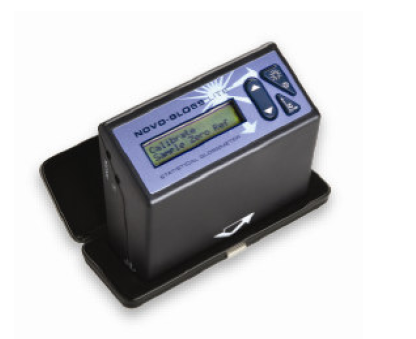 NOVO-GLOSS LITE
Calibrate
Sample Zero Ref
STATISTICAL GLOSSMETER